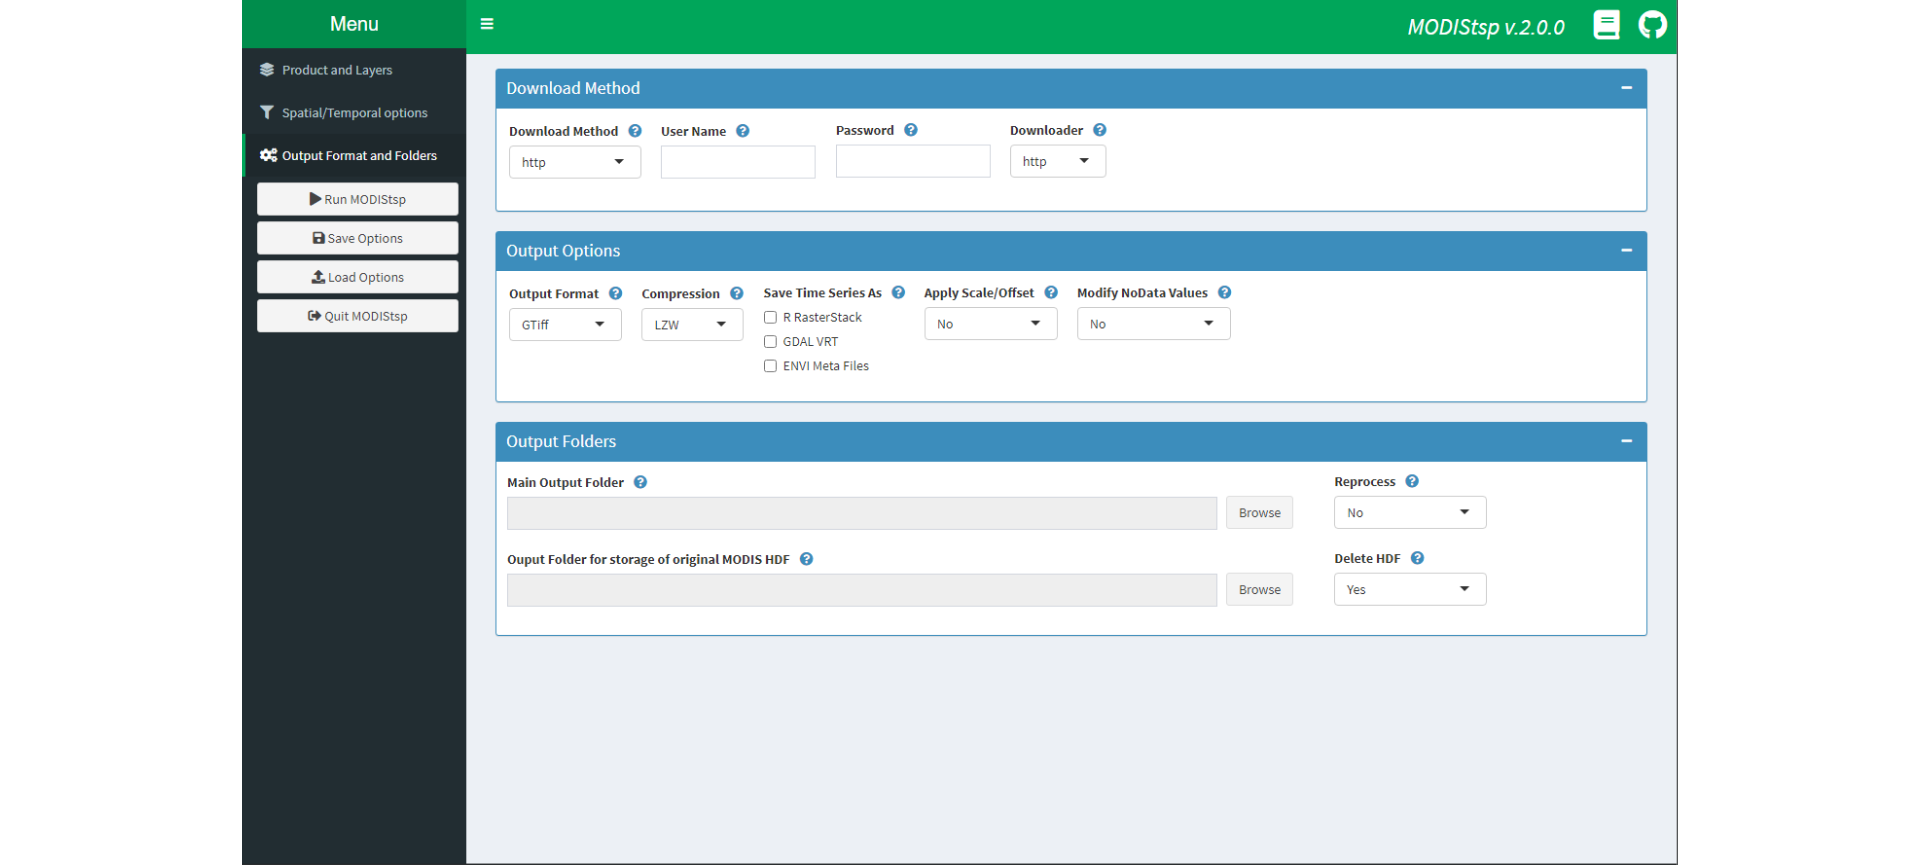 Menu
MODIStsp v.2.0.0
Product and Layers
Spatial/Temporal options
Output Format and Folders
Run MODIStsp
Save Options
Load Options
Quit MODIStsp
Download Method
Download Method User Name Password Downloader
http http
Output Options
Output Format Compression Save Time Series As Apply Scale/Offset Modify NoData Values
GTiff LZW R RasterStack No No
GDAL VRT
ENVI Meta Files
Output Folders
Main Output Folder Reprocess
Browse No
Ouput Folder for storage of original MODIS HDF Delete HDF
Browse Yes